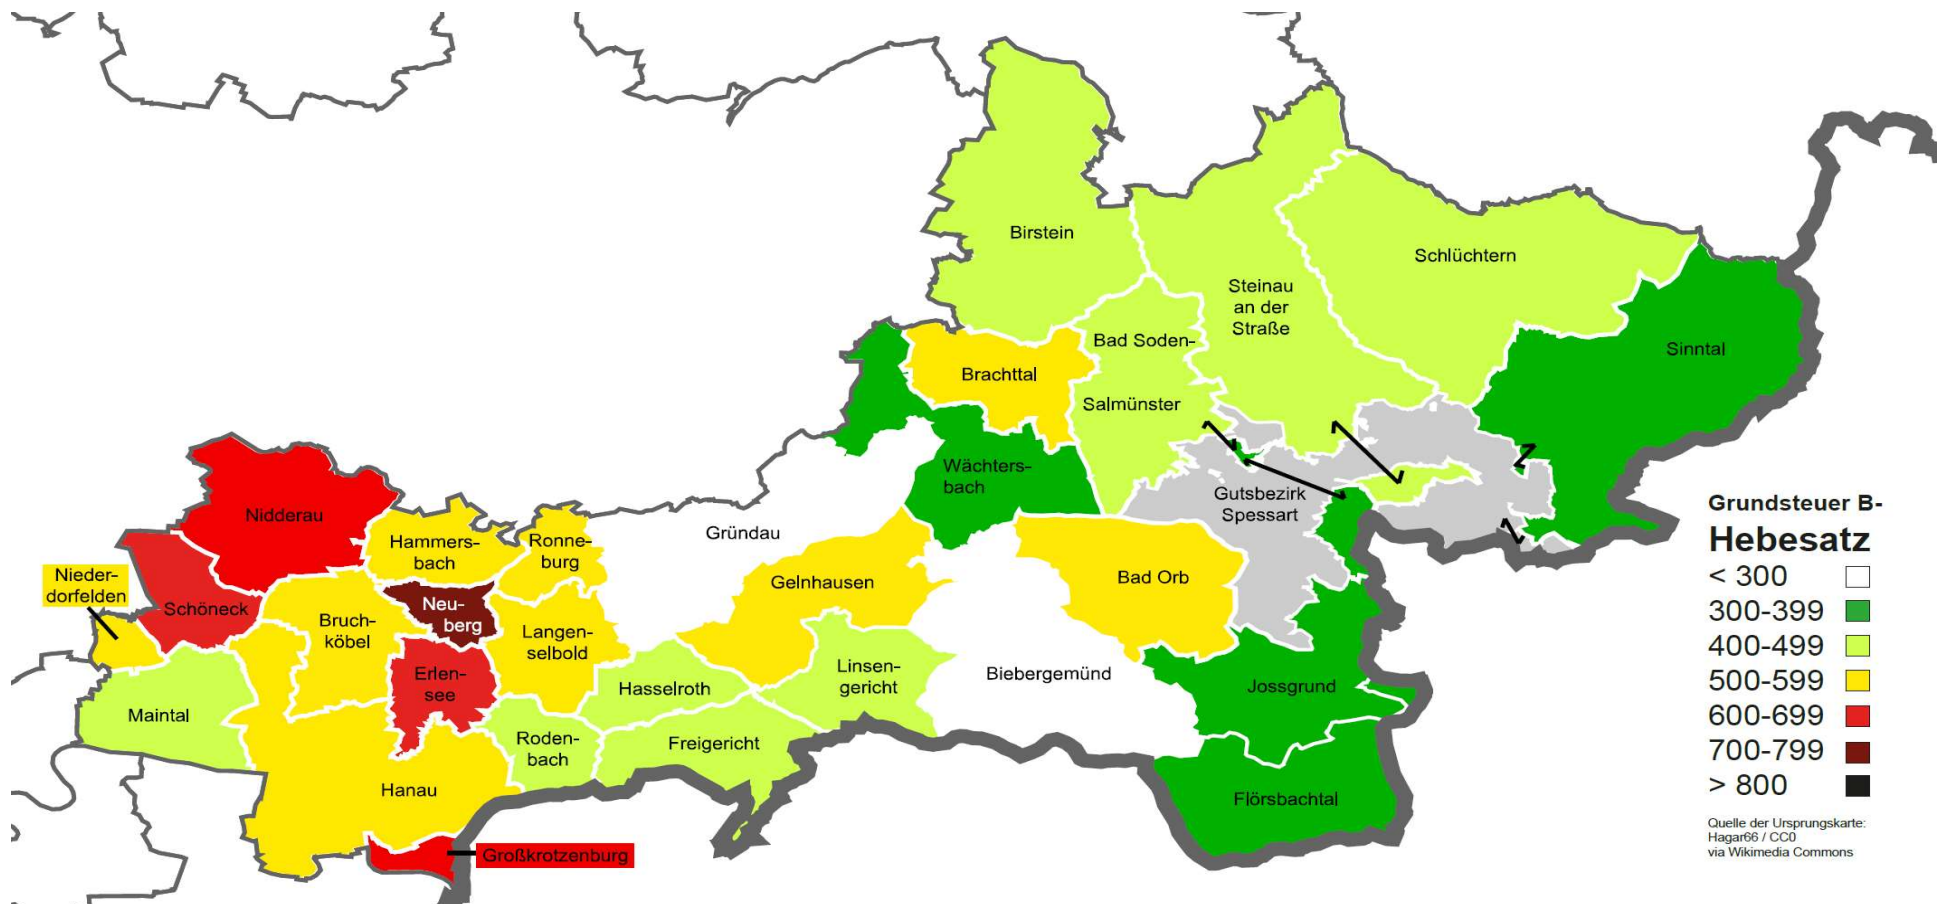 Birstein
Schlüchtern
Steinau
an der
Straße
Bad Soden-
Salmünster
Sinntal
Brachttal
Wächters-
bach
Gutsbezirk
Spessart
Nidderau
Hammers-
bach
Ronne-
burg
Gründau
Gelnhausen
Bad Orb
Nieder-
dorfelden
Schöneck
Bruch-
köbel
Neu-
berg
Langen-
selbold
Erlen-
see
Hasselroth
Linsen-
gericht
Biebergemünd
Jossgrund
Maintal
Roden-
bach
Freigericht
Hanau
Flörsbachtal
Großkrotzenburg
Grundsteuer B-
Hebesatz
< 300
300-399
400-499
500-599
600-699
700-799
> 800
Quelle der Ursprungskarte:
Hagar66 / CC0
via Wikimedia Commons